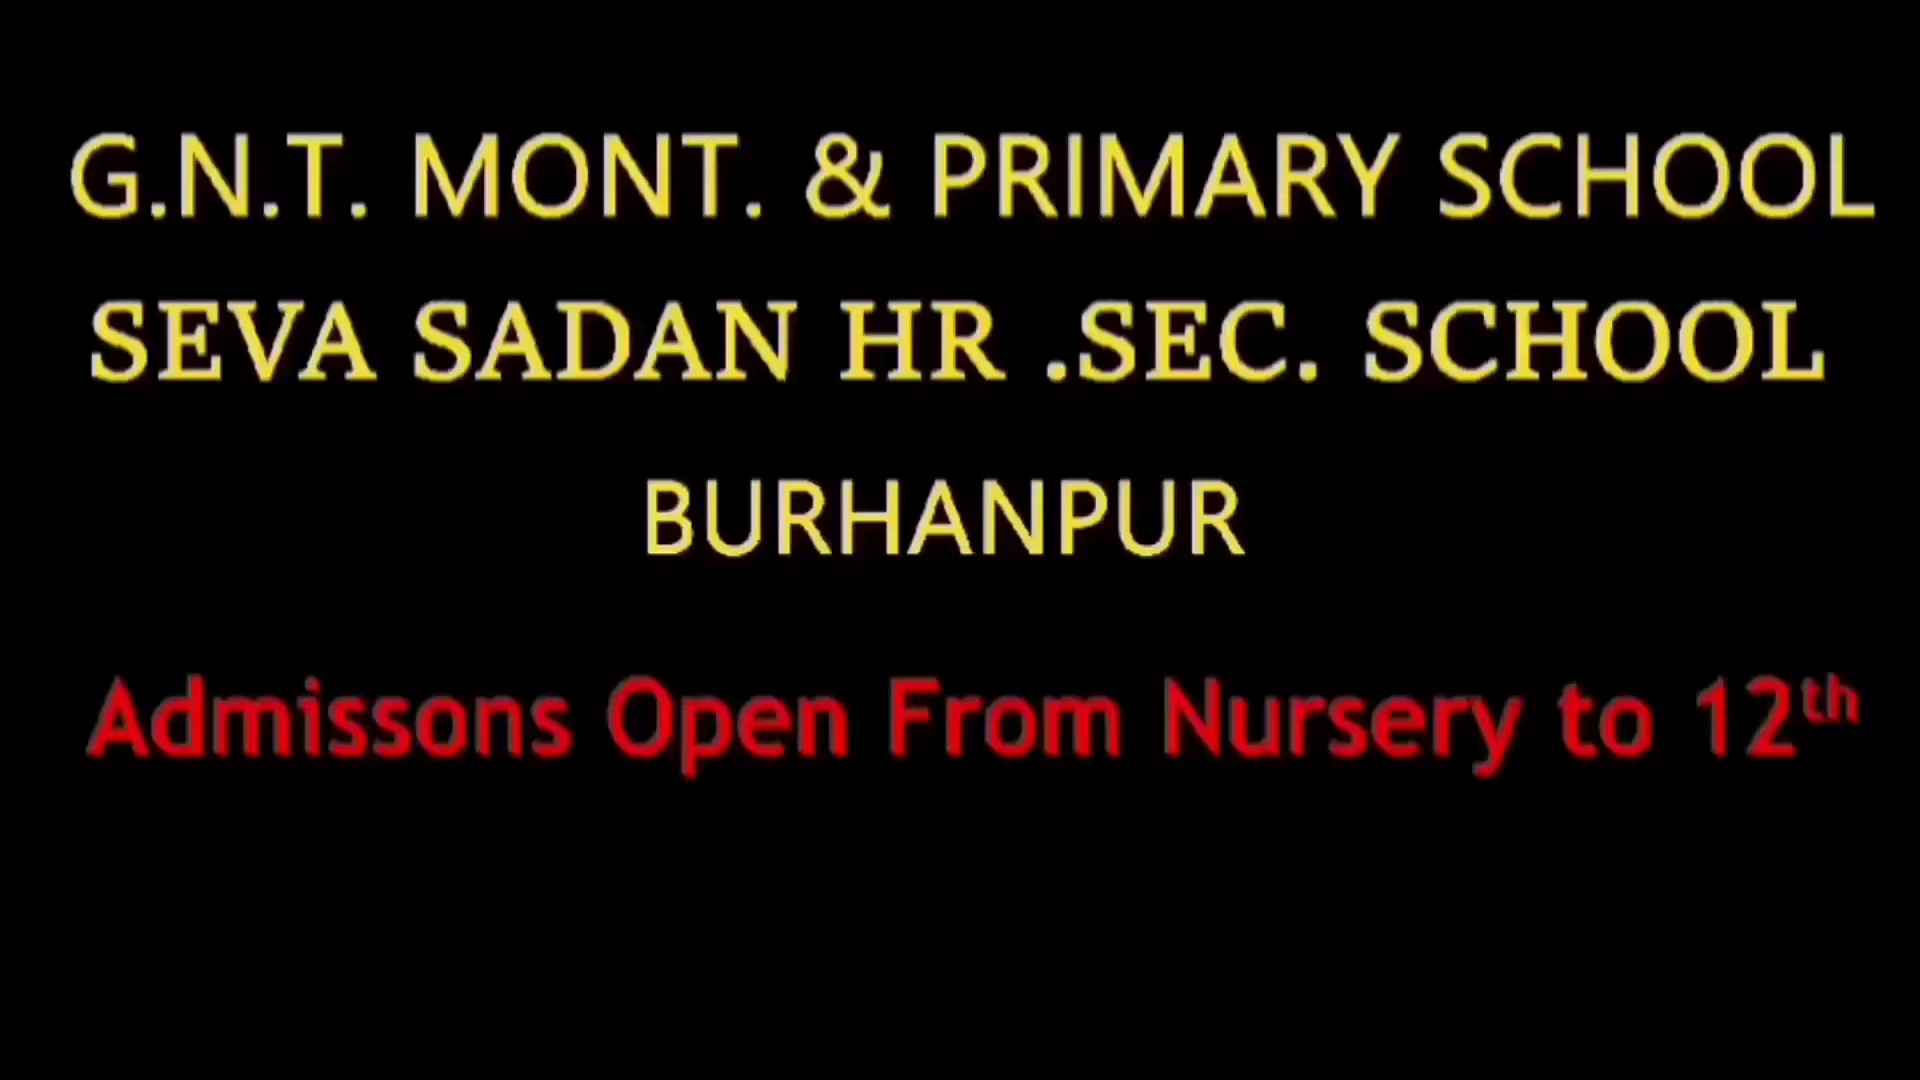 G.N.T. MONT. & PRIMARY SCHOOL
SEVA SADAN HR .SEC. SCHOOL
BURHANPUR
Admissons Open From Nursery to 12th